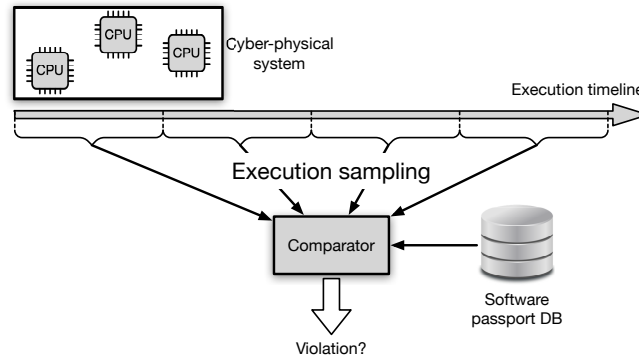 CPU
CPU
CPU
Cyber-physical
system
Execution timeline
Execution sampling
Comparator
Software
passport DB
Violation?